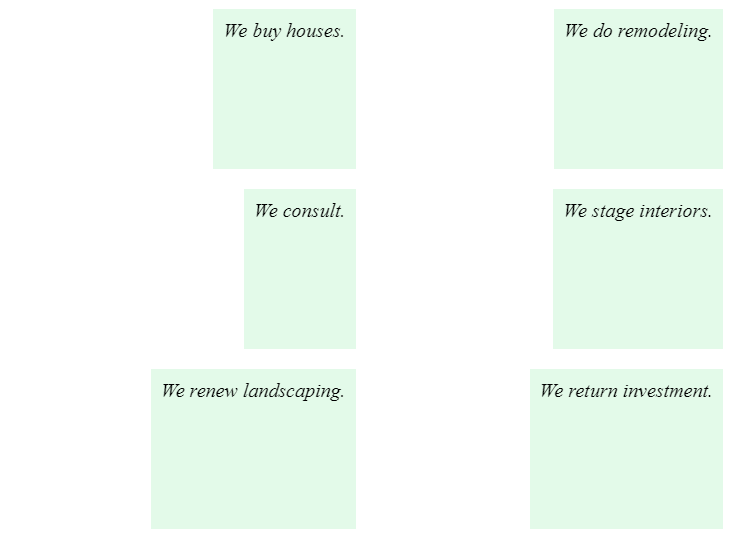 We buy houses.
We do remodeling.
We consult.
We stage interiors.
We renew landscaping.
We return investment.